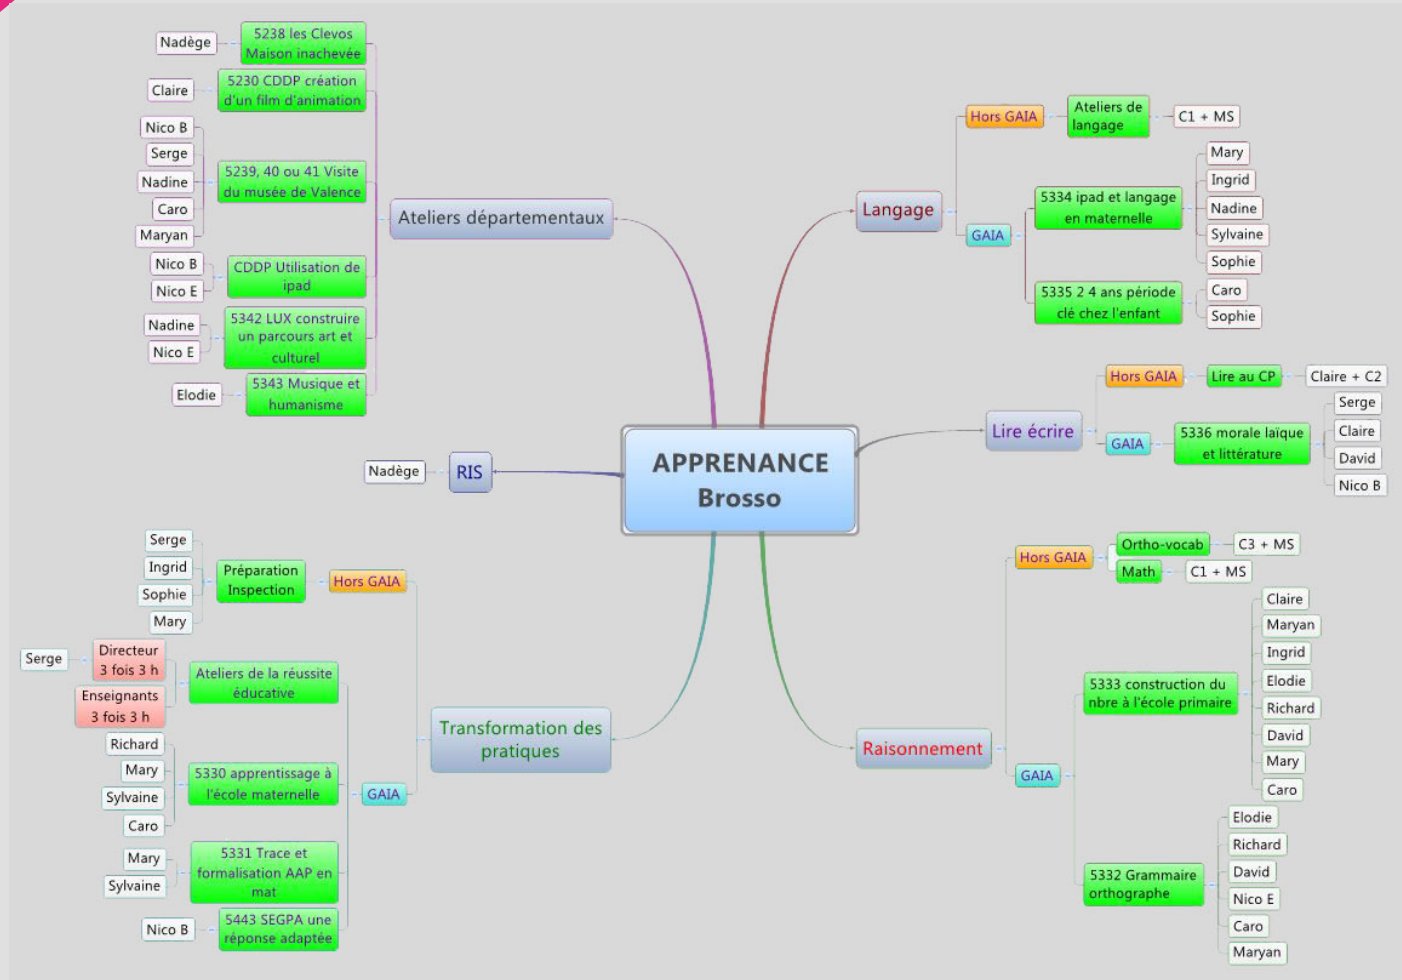 APPRENANCE
Brosso
Ateliers départementaux
5238 les Clevos
Maison inachevée
Nadège
5230 CDDP création
d'un film d'animation
Claire
5239, 40 ou 41 Visite
du musée de Valence
Nico B
Serge
Nadine
Caro
Maryan
CDDP Utilisation de
ipad
Nico B
Nico E
5342 LUX construire
un parcours art et
culturel
Nadine
Nico E
5343 Musique et
humanisme
Elodie
RIS
Nadège
Transformation des
pratiques
Hors GAIA
Préparation
Inspection
Serge
Ingrid
Sophie
Mary
GAIA
Ateliers de la réussite
éducative
Directeur
3 fois 3 h
Serge
Enseignants
3 fois 3 h
5330 apprentissage à
l'école maternelle
Richard
Mary
Sylvaine
Caro
5331 Trace et
formalisation AAP en
mat
Mary
Sylvaine
5443 SEGPA une
réponse adaptée
Nico B
Langage
Hors GAIA
Ateliers de
langage
C1 + MS
GAIA
5334 ipad et langage
en maternelle
Mary
Ingrid
Nadine
Sylvaine
Sophie
5335 2 4 ans période
clé chez l'enfant
Caro
Sophie
Lire écrire
Hors GAIA
Lire au CP
Claire + C2
GAIA
5336 morale laïque
et littérature
Serge
Claire
David
Nico B
Raisonnement
Hors GAIA
Ortho-vocab
C3 + MS
Math
C1 + MS
GAIA
5333 construction du
nbre à l'école primaire
Claire
Maryan
Ingrid
Elodie
Richard
David
Mary
Caro
5332 Grammaire
orthographe
Elodie
Richard
David
Nico E
Caro
Maryan